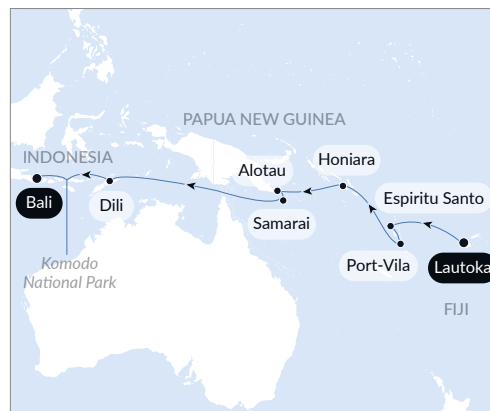 PAPUA NEW GUINEA
Honiara
INDONESIA
Alotau
Espiritu Santo
Bali
Dili
Samarai
Komodo
National Park
Port-Vila
Lautoka
FIJI